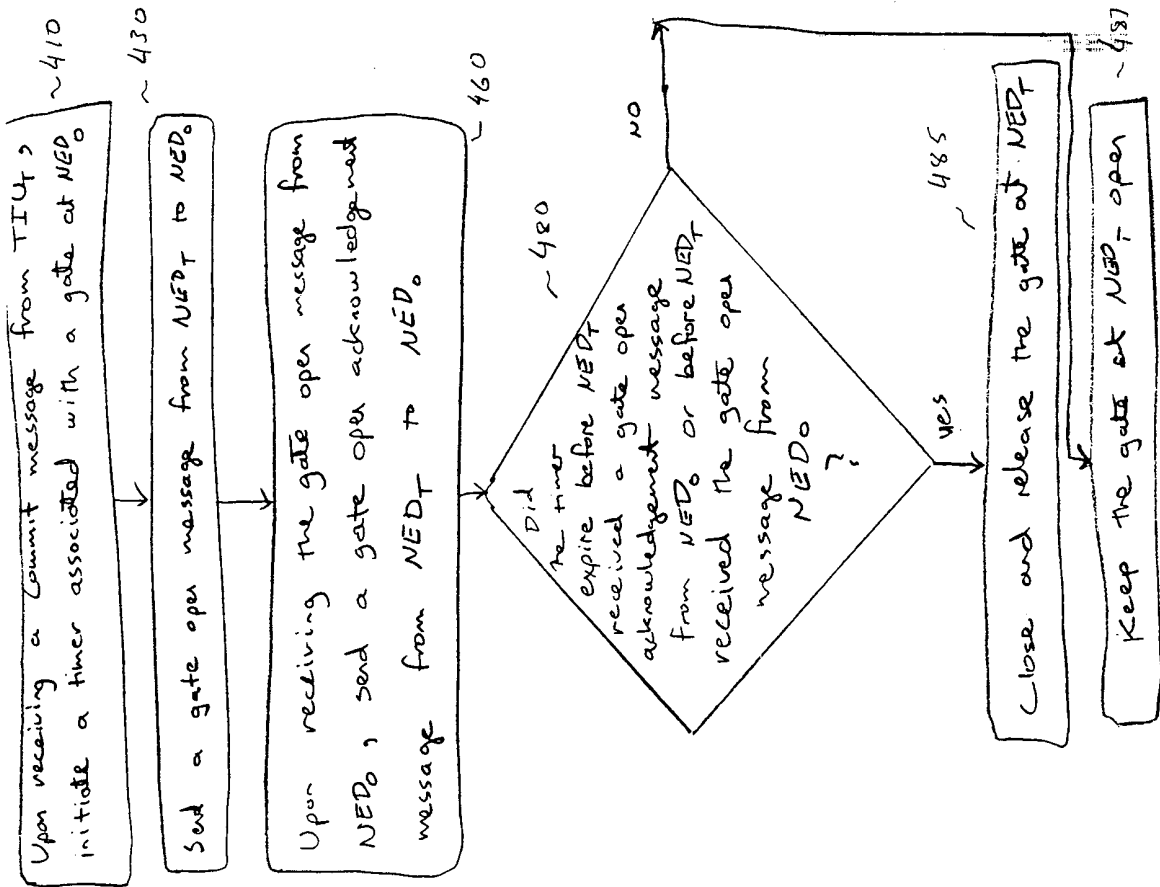 Upon receiving a Commit message from TIU_T,
initiate a timer associated with a gate at NED_O
~ 410
Send a gate open message from NED_T to NED_O
~ 430
Upon receiving the gate open message from
NED_O, send a gate open acknowledgement
message from NED_T to NED_O
~ 460
Did
he timer
expire before NED_T
received a gate open
acknowledgement message
from NED_O or before NED_T
received the gate open
message from
NED_O
?
~ 480
NO
yes
Close and release the gate at NED_T
~ 485
Keep the gate at NED_T open
~ 487